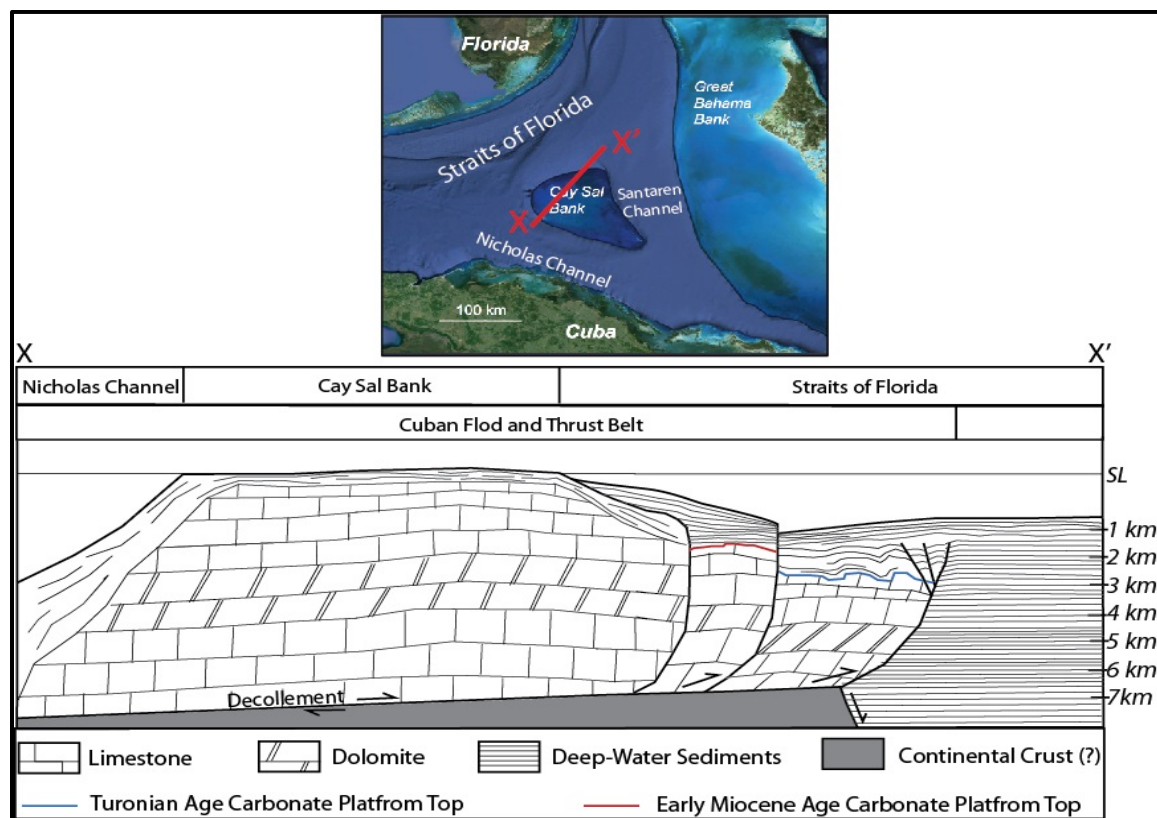 Florida
Straits of Florida
Great
Bahama
Bank
X'
Cay Sal
Bank
Santaren
Channel
X
Nicholas Channel
100 km
Cuba
X
X'
Nicholas Channel
Cay Sal Bank
Straits of Florida
Cuban Flod and Thrust Belt
SL
1 km
2 km
3 km
4 km
5 km
6 km
7km
Decollement
Limestone
Dolomite
Deep-Water Sediments
Continental Crust (?)
Turonian Age Carbonate Platfrom Top
Early Miocene Age Carbonate Platfrom Top